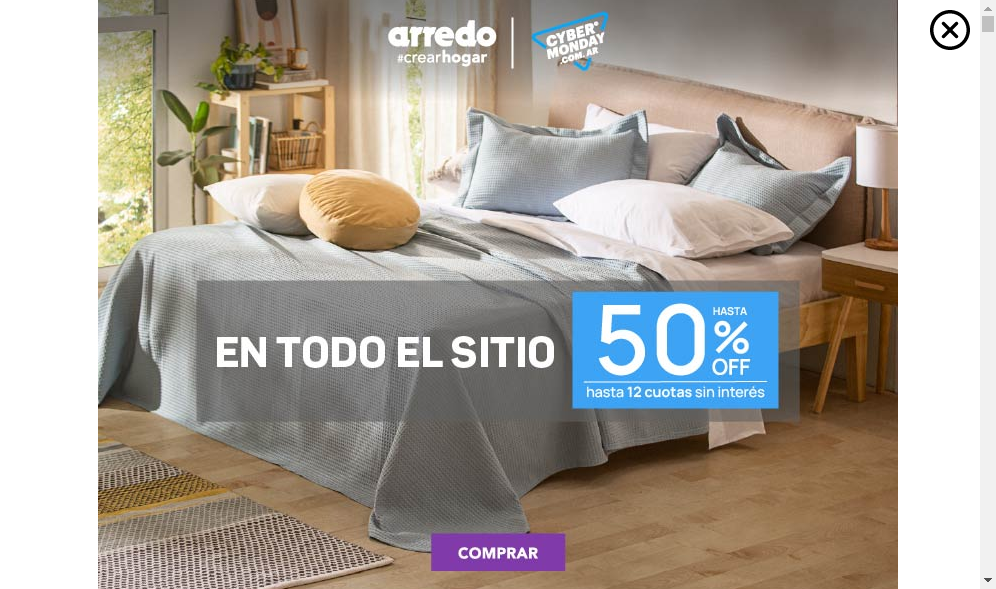 arredo
#crearhogar
CYBER
MONDAY
.COM.AR
EN TODO EL SITIO
HASTA
50%
OFF
hasta 12 cuotas sin interés
COMPRAR